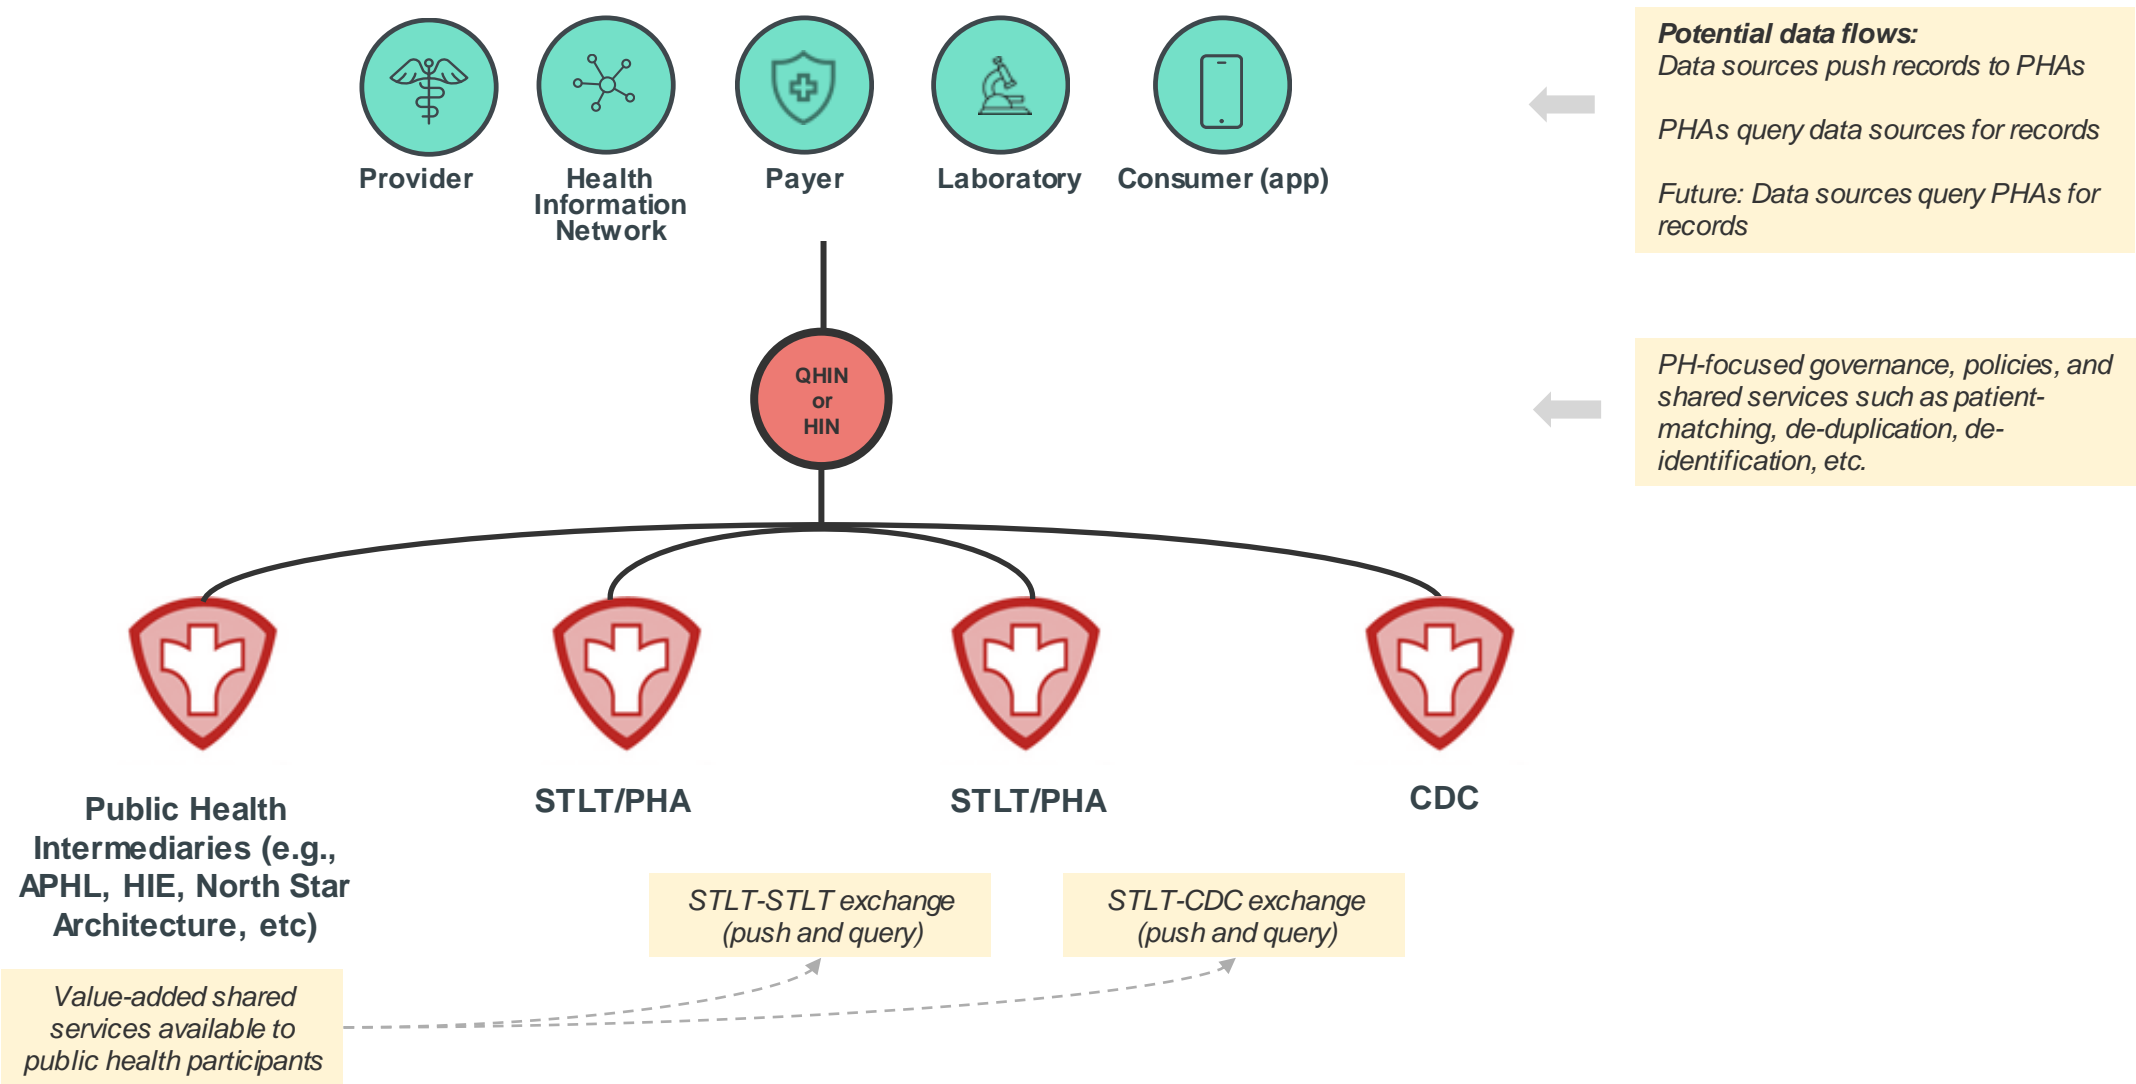 Provider
Health
Information
Network
Payer
Laboratory
Consumer (app)
Potential data flows:
Data sources push records to PHAs
PHAs query data sources for records
Future: Data sources query PHAs for
records
QHIN
or
HIN
PH-focused governance, policies, and
shared services such as patient-
matching, de-duplication, de-
identification, etc.
Public Health
Intermediaries (e.g.,
APHL, HIE, North Star
Architecture, etc)
STLT/PHA
STLT/PHA
CDC
STLT-STLT exchange
(push and query)
STLT-CDC exchange
(push and query)
Value-added shared
services available to
public health participants